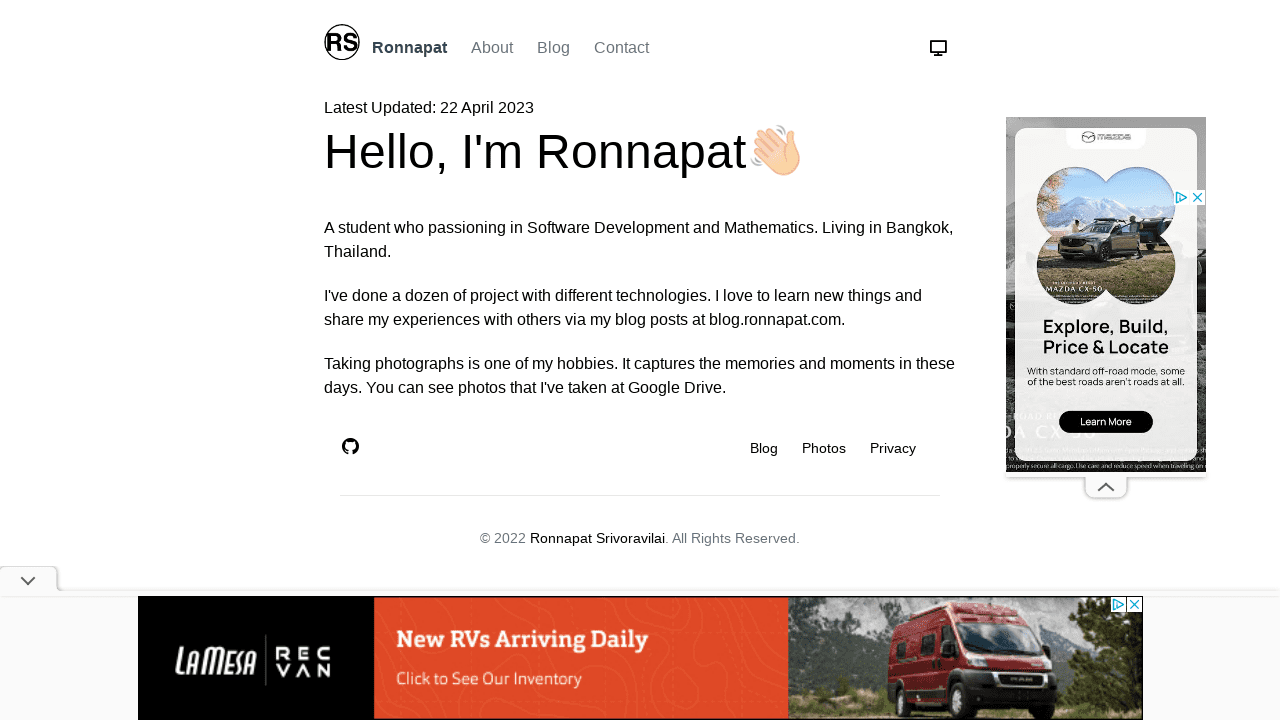 RS Ronnapat About Blog Contact
Latest Updated: 22 April 2023
Hello, I'm Ronnapat
A student who passioning in Software Development and Mathematics. Living in Bangkok,
Thailand.
I've done a dozen of project with different technologies. I love to learn new things and
share my experiences with others via my blog posts at blog.ronnapat.com.
Taking photographs is one of my hobbies. It captures the memories and moments in these
days. You can see photos that I've taken at Google Drive.
Blog Photos Privacy
© 2022 Ronnapat Srivoravilai. All Rights Reserved.
mazda
MAZDA CX-50
Explore, Build,
Price & Locate
With standard off-road mode, some
of the best roads aren't roads at all.
Learn More
LAMESA REC VAN
New RVs Arriving Daily
Click to See Our Inventory